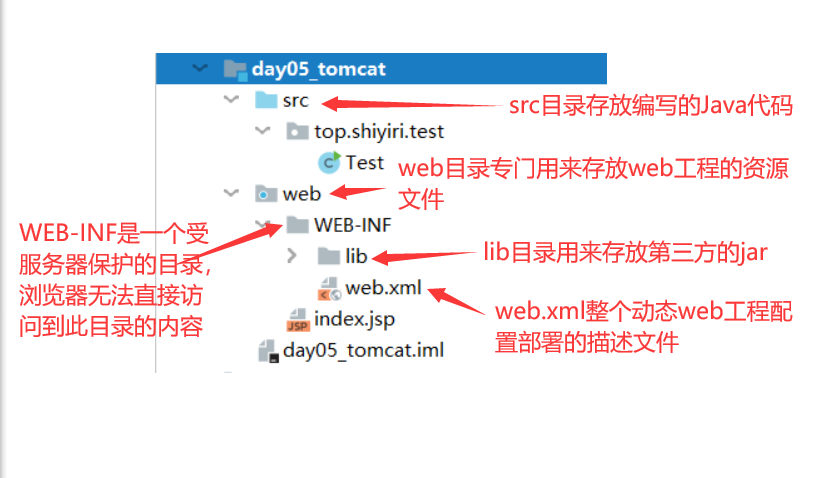 day05_tomcat
src
src目录存放编写的Java代码
top.shiyiri.test
Test
web目录专门用来存放web工程的资源
文件
web
WEB-INF
WEB-INF是一个受
服务器保护的目录,
浏览器无法直接访
问到此目录的内容
lib
lib目录用来存放第三方的jar
web.xml
web.xml整个动态web工程配
置部署的描述文件
JSP
index.jsp
day05_tomcat.iml